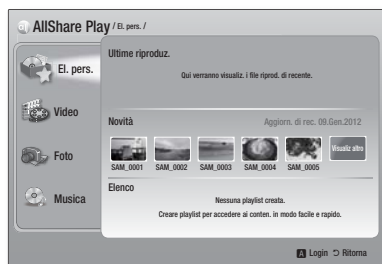 AllShare Play / El. pers. /
El. pers.
Video
Foto
Musica
Ultime riproduz.
Qui verranno visualiz. i file riprod. di recente.
Novità
Aggiorn. di rec. 09.Gen.2012
SAM_0001 SAM_0002 SAM_0003 SAM_0004 SAM_0005 Visualiz altro
Elenco
Nessuna playlist creata.
Creare playlist per accedere ai conten. in modo facile e rapido.
A Login Ritorna